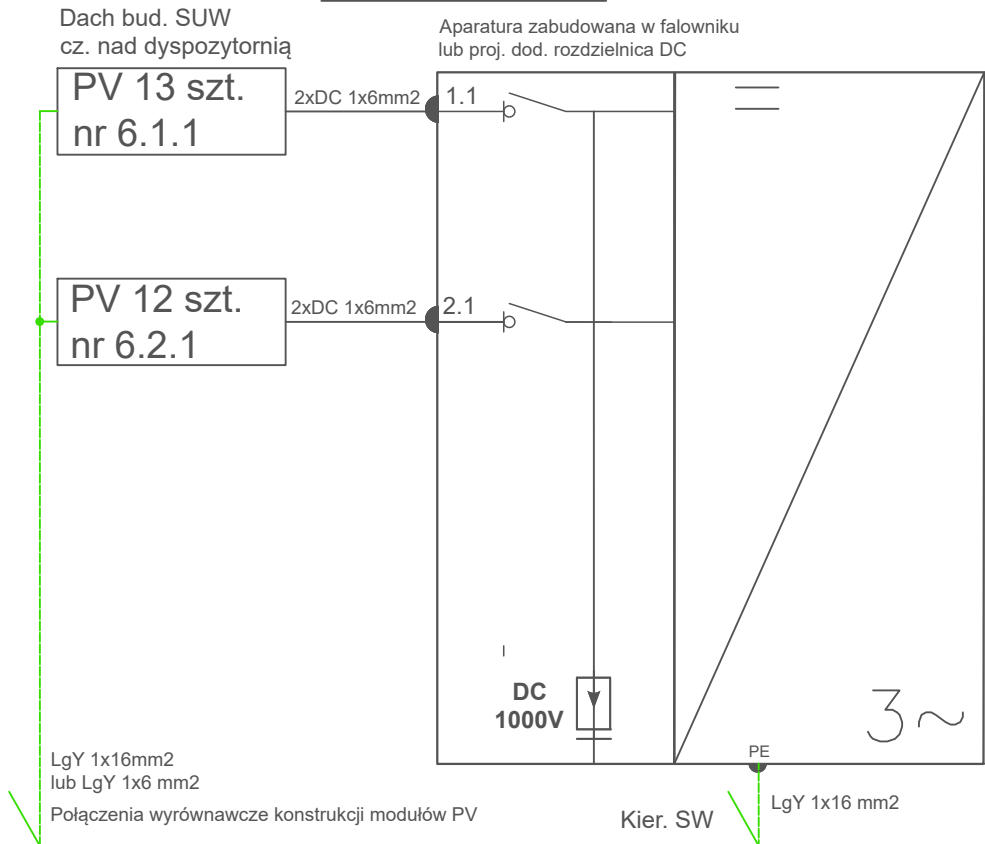 Dach bud. SUW
cz. nad dyspozytornią
Aparatura zabudowana w falowniku
lub proj. dod. rozdzielnica DC
PV 13 szt.
nr 6.1.1
2xDC 1x6mm2
1.1
PV 12 szt.
nr 6.2.1
2xDC 1x6mm2
2.1
DC
1000V
3~
PE
LgY 1x16mm2
lub LgY 1x6 mm2
Połączenia wyrównawcze konstrukcji modułów PV
Kier. SW
LgY 1x16 mm2